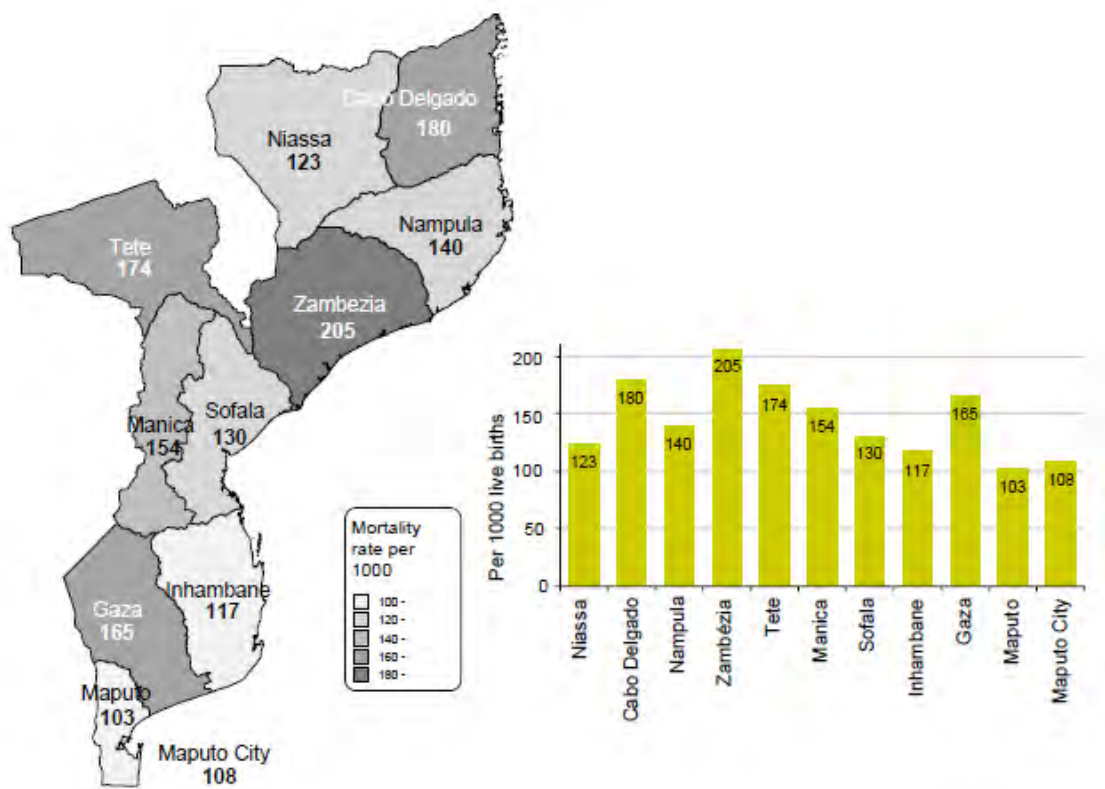 Cabo Delgado
180
Niassa
123
Nampula
140
Tete
174
Zambezia
205
Sofala
130
Manica
154
Inhambane
117
Gaza
165
Maputo
103
Maputo City
108
Mortality
rate per
1000
100 -
120 -
140 -
160 -
180 -
Per 1000 live births
200
150
100
50
0
123
180
140
205
174
154
130
117
165
103
108
Niassa
Cabo Delgado
Nampula
Zambézia
Tete
Manica
Sofala
Inhambane
Gaza
Maputo
Maputo City